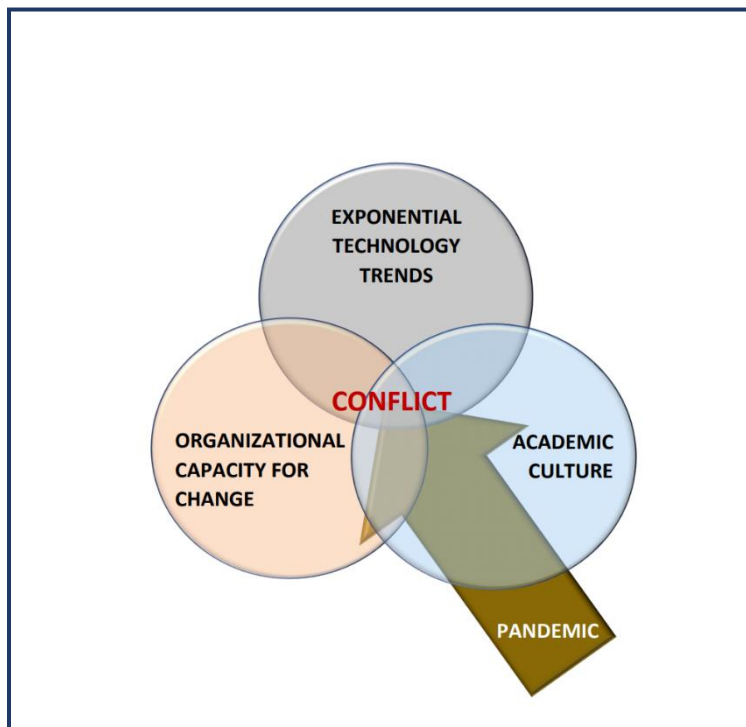 EXPONENTIAL
TECHNOLOGY
TRENDS
CONFLICT
ORGANIZATIONAL
CAPACITY FOR
CHANGE
ACADEMIC
CULTURE
PANDEMIC